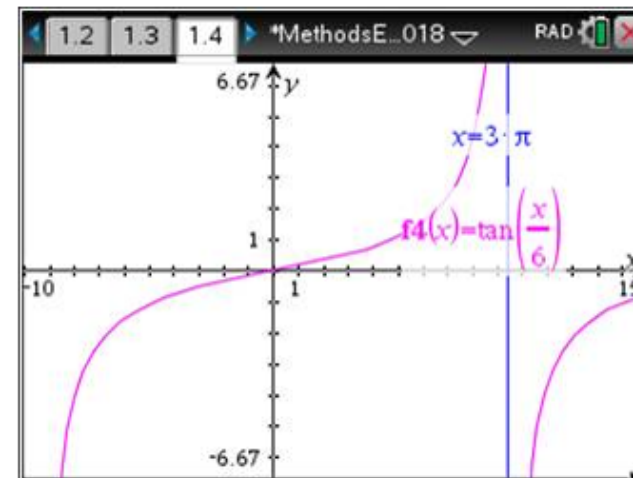 1.2 1.3 1.4 *MethodsE...018 RAD
6.67 y
x=3·π
f4(x)=tan(x/6)
1
x
-10 1 15
-6.67